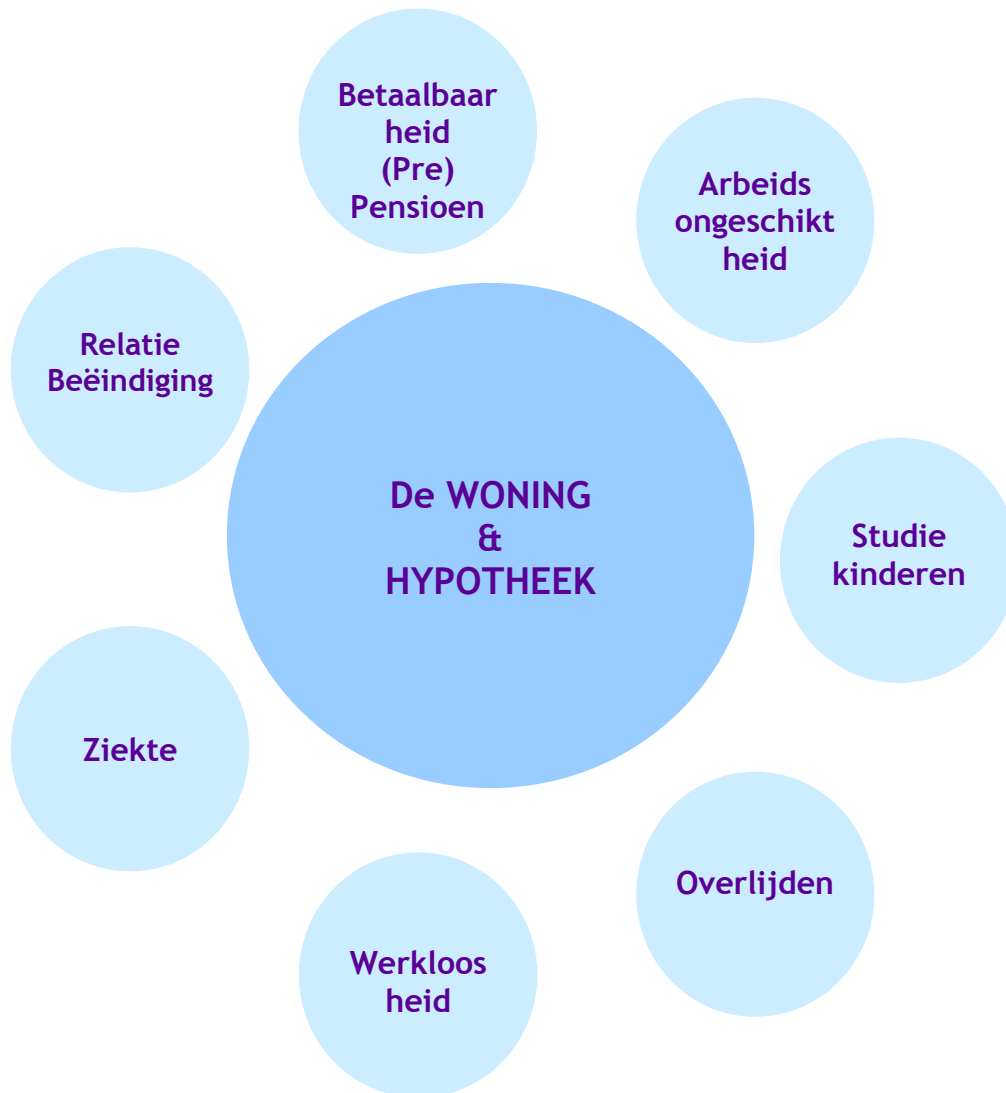 Betaalbaar
heid
(Pre)
Pensioen
Arbeids
ongeschikt
heid
Relatie
Beëindiging
De WONING
&
HYPOTHEEK
Studie
kinderen
Ziekte
Overlijden
Werkloos
heid